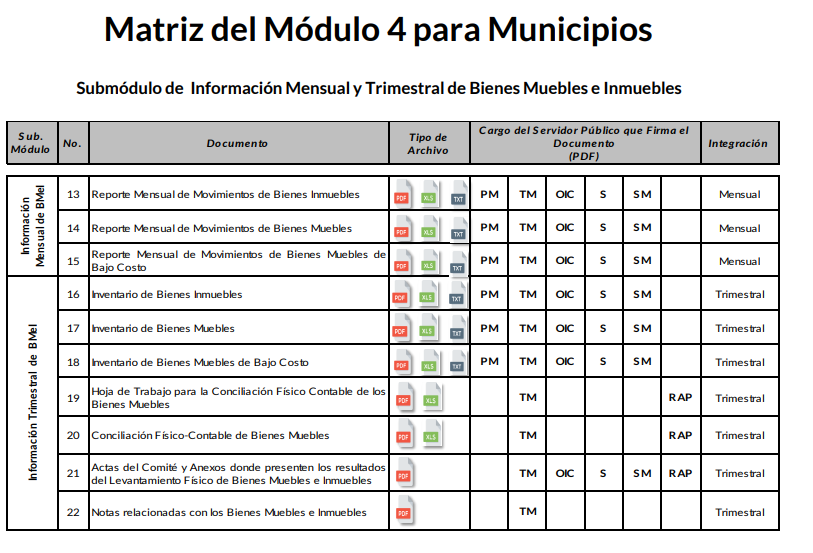 Matriz del Módulo 4 para Municipios
Submódulo de Información Mensual y Trimestral de Bienes Muebles e Inmuebles
Sub. Módulo No. Documento Tipo de Archivo Cargo del Servidor Público que Firma el Documento (PDF) Integración
Información Mensual de BMeI
13 Reporte Mensual de Movimientos de Bienes Inmuebles PDF XLS TXT PM TM OIC S SM Mensual
14 Reporte Mensual de Movimientos de Bienes Muebles PDF XLS TXT PM TM OIC S SM Mensual
15 Reporte Mensual de Movimientos de Bienes Muebles de Bajo Costo PDF XLS TXT PM TM OIC S SM Mensual
Información Trimestral de BMeI
16 Inventario de Bienes Inmuebles PDF XLS TXT PM TM OIC S SM Trimestral
17 Inventario de Bienes Muebles PDF XLS TXT PM TM OIC S SM Trimestral
18 Inventario de Bienes Muebles de Bajo Costo PDF XLS TXT PM TM OIC S SM Trimestral
19 Hoja de Trabajo para la Conciliación Físico Contable de los Bienes Muebles PDF XLS TM RAP Trimestral
20 Conciliación Físico-Contable de Bienes Muebles PDF XLS TM RAP Trimestral
21 Actas del Comité y Anexos donde presenten los resultados del Levantamiento Físico de Bienes Muebles e Inmuebles PDF TM OIC S SM RAP Trimestral
22 Notas relacionadas con los Bienes Muebles e Inmuebles PDF TM Trimestral